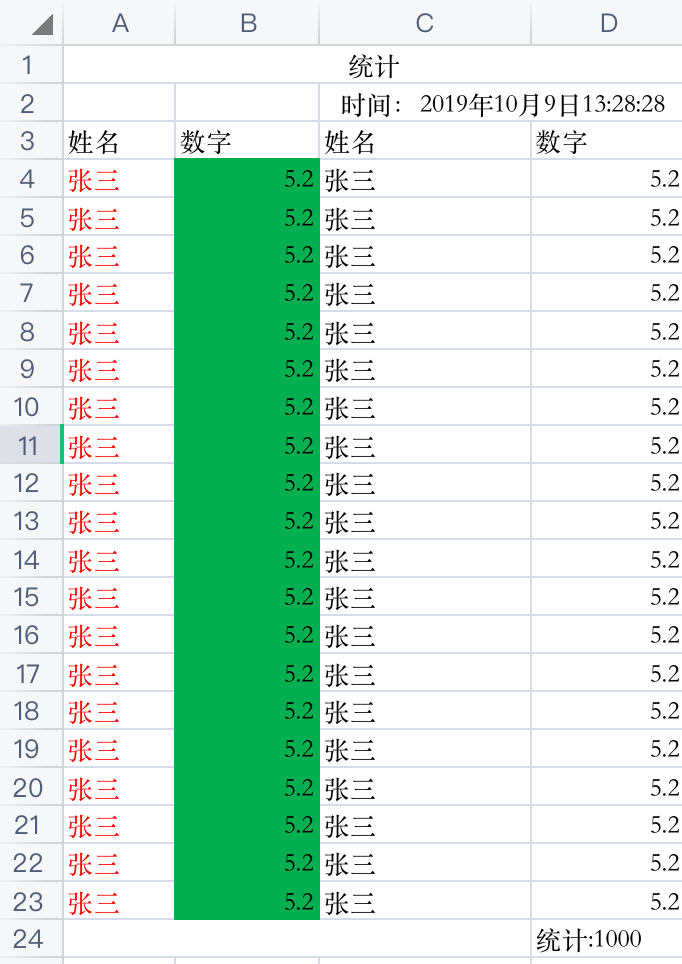 A B C D
1 统计
2 时间: 2019年10月9日13:28:28
3 姓名 数字 姓名 数字
4 张三 5.2 张三 5.2
5 张三 5.2 张三 5.2
6 张三 5.2 张三 5.2
7 张三 5.2 张三 5.2
8 张三 5.2 张三 5.2
9 张三 5.2 张三 5.2
10 张三 5.2 张三 5.2
11 张三 5.2 张三 5.2
12 张三 5.2 张三 5.2
13 张三 5.2 张三 5.2
14 张三 5.2 张三 5.2
15 张三 5.2 张三 5.2
16 张三 5.2 张三 5.2
17 张三 5.2 张三 5.2
18 张三 5.2 张三 5.2
19 张三 5.2 张三 5.2
20 张三 5.2 张三 5.2
21 张三 5.2 张三 5.2
22 张三 5.2 张三 5.2
23 张三 5.2 张三 5.2
24 统计:1000